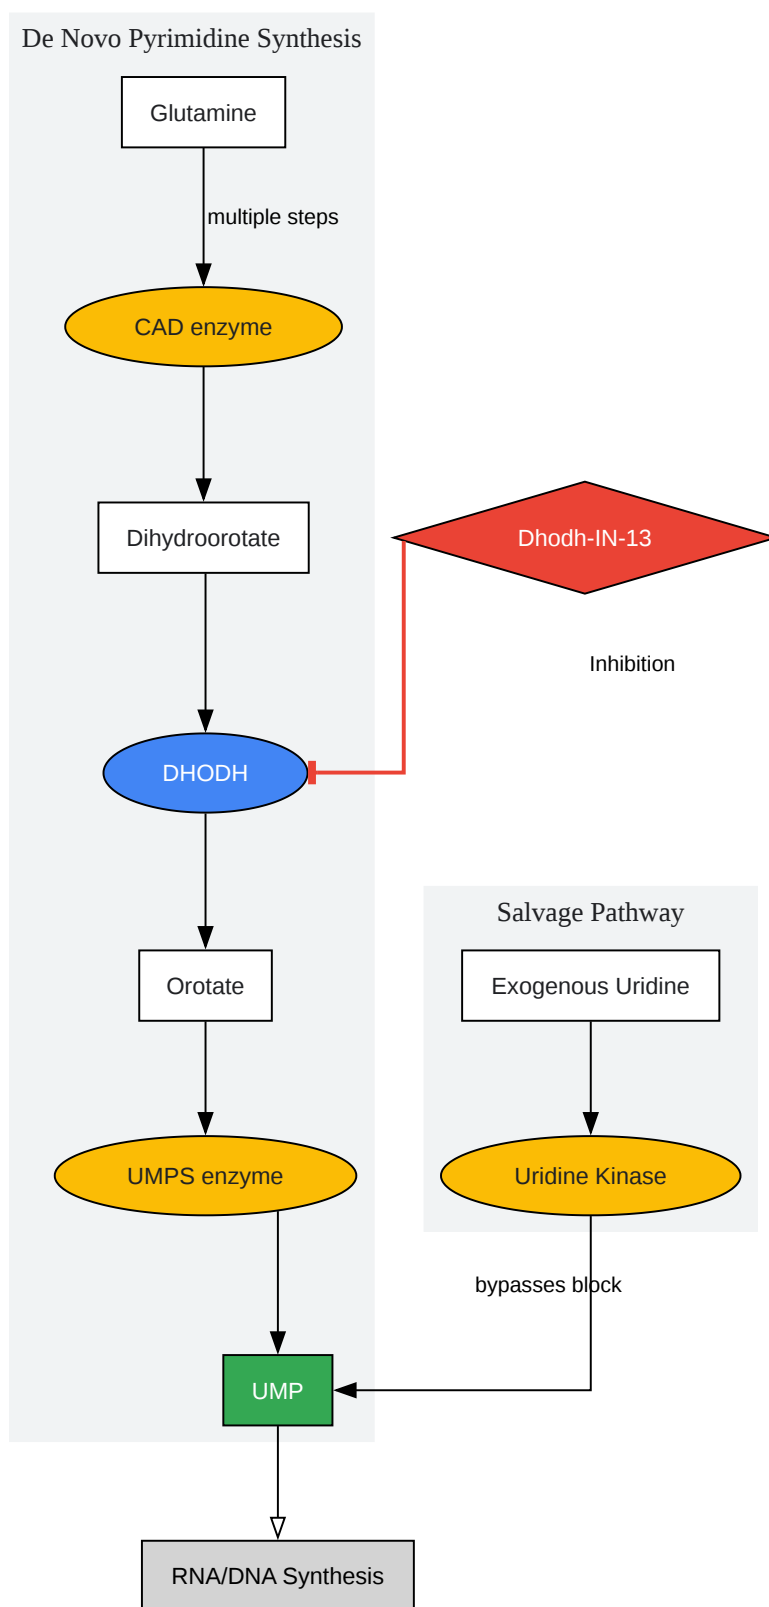 De Novo Pyrimidine Synthesis
Glutamine
multiple steps
CAD enzyme
Dihydroorotate
Dhodh-IN-13
Inhibition
DHODH
Salvage Pathway
Orotate
Exogenous Uridine
UMPS enzyme
Uridine Kinase
bypasses block
UMP
RNA/DNA Synthesis